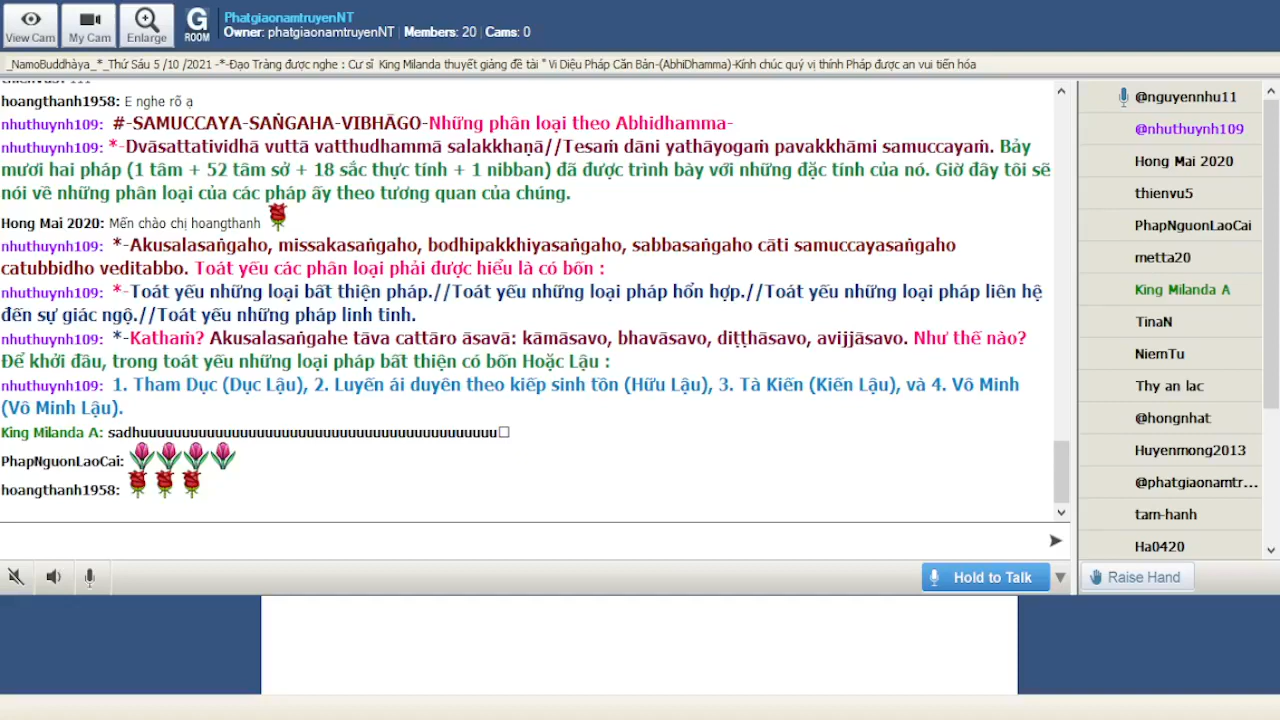 View Cam
My Cam
Enlarge
G
ROOM
PhatgiaonamtruyenNT
Owner: phatgiaonamtruyenNT | Members: 20 | Cams: 0
_NamoBuddhàya_*_Thứ Sáu 5 /10 /2021 -*-Đạo Tràng được nghe : Cư sĩ King Milanda thuyết giảng đề tài " Vi Diệu Pháp Căn Bản-(AbhiDhamma)-Kính chúc quý vị thính Pháp được an vui tiến hóa
hoangthanh1958: E nghe rõ ạ
nhuthuynh109: #-SAMUCCAYA-SAṄGAHA-VIBHĀGO-Những phân loại theo Abhidhamma-
nhuthuynh109: *-Dvāsattatividhā vuttā vatthudhammā salakkhaṇā//Tesaṁ dāni yathāyogaṁ pavakkhāmi samuccayaṁ. Bảy
mươi hai pháp (1 tâm + 52 tâm sở + 18 sắc thực tính + 1 nibban) đã được trình bày với những đặc tính của nó. Giờ đây tôi sẽ
nói về những phân loại của các pháp ấy theo tương quan của chúng.
Hong Mai 2020: Mến chào chị hoangthanh
nhuthuynh109: *-Akusalasaṅgaho, missakasaṅgaho, bodhipakkhiyasaṅgaho, sabbasaṅgaho cāti samuccayasaṅgaho
catubbidho veditabbo. Toát yếu các phân loại phải được hiểu là có bốn :
nhuthuynh109: *-Toát yếu những loại bất thiện pháp.//Toát yếu những loại pháp hổn hợp.//Toát yếu những loại pháp liên hệ
đến sự giác ngộ.//Toát yếu những pháp linh tinh.
nhuthuynh109: *-Kathaṁ? Akusalasaṅgahe tāva cattāro āsavā: kāmāsavo, bhavāsavo, diṭṭhāsavo, avijjāsavo. Như thế nào?
Để khởi đầu, trong toát yếu những loại pháp bất thiện có bốn Hoặc Lậu :
nhuthuynh109: 1. Tham Dục (Dục Lậu), 2. Luyến ái duyên theo kiếp sinh tồn (Hữu Lậu), 3. Tà Kiến (Kiến Lậu), và 4. Vô Minh
(Vô Minh Lậu).
King Milanda A: sadhuuuuuuuuuuuuuuuuuuuuuuuuuuuuuuuuuuuuuuuuuuu
PhapNguonLaoCai:
hoangthanh1958:
Hold to Talk
@nguyennhu11
@nhuthuynh109
Hong Mai 2020
thienvu5
PhapNguonLaoCai
metta20
King Milanda A
TinaN
NiemTu
Thy an lac
@hongnhat
Huyenmong2013
@phatgiaonamtr...
tam-hanh
Ha0420
Raise Hand